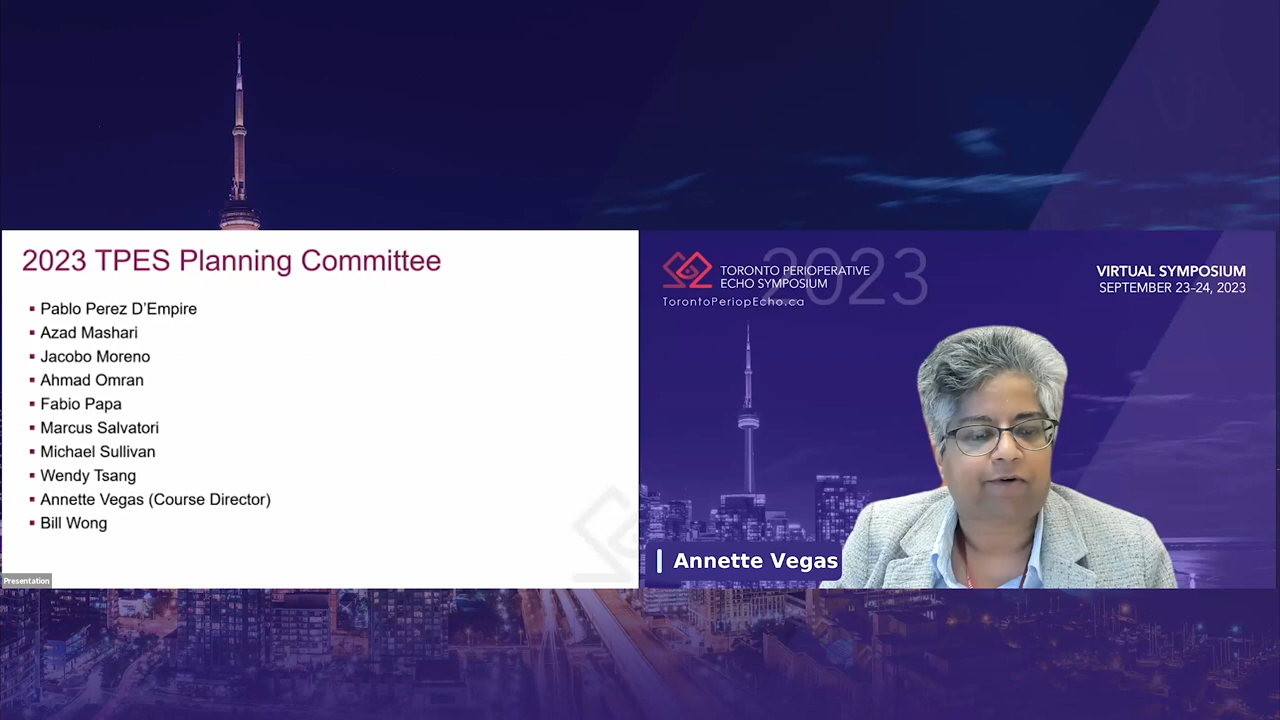 2023 TPES Planning Committee
▪ Pablo Perez D'Empire
▪ Azad Mashari
▪ Jacobo Moreno
▪ Ahmad Omran
▪ Fabio Papa
▪ Marcus Salvatori
▪ Michael Sullivan
▪ Wendy Tsang
▪ Annette Vegas (Course Director)
▪ Bill Wong
Presentation
2023
TORONTO PERIOPERATIVE
ECHO SYMPOSIUM
TorontoPeriopEcho.ca
VIRTUAL SYMPOSIUM
SEPTEMBER 23-24, 2023
Annette Vegas